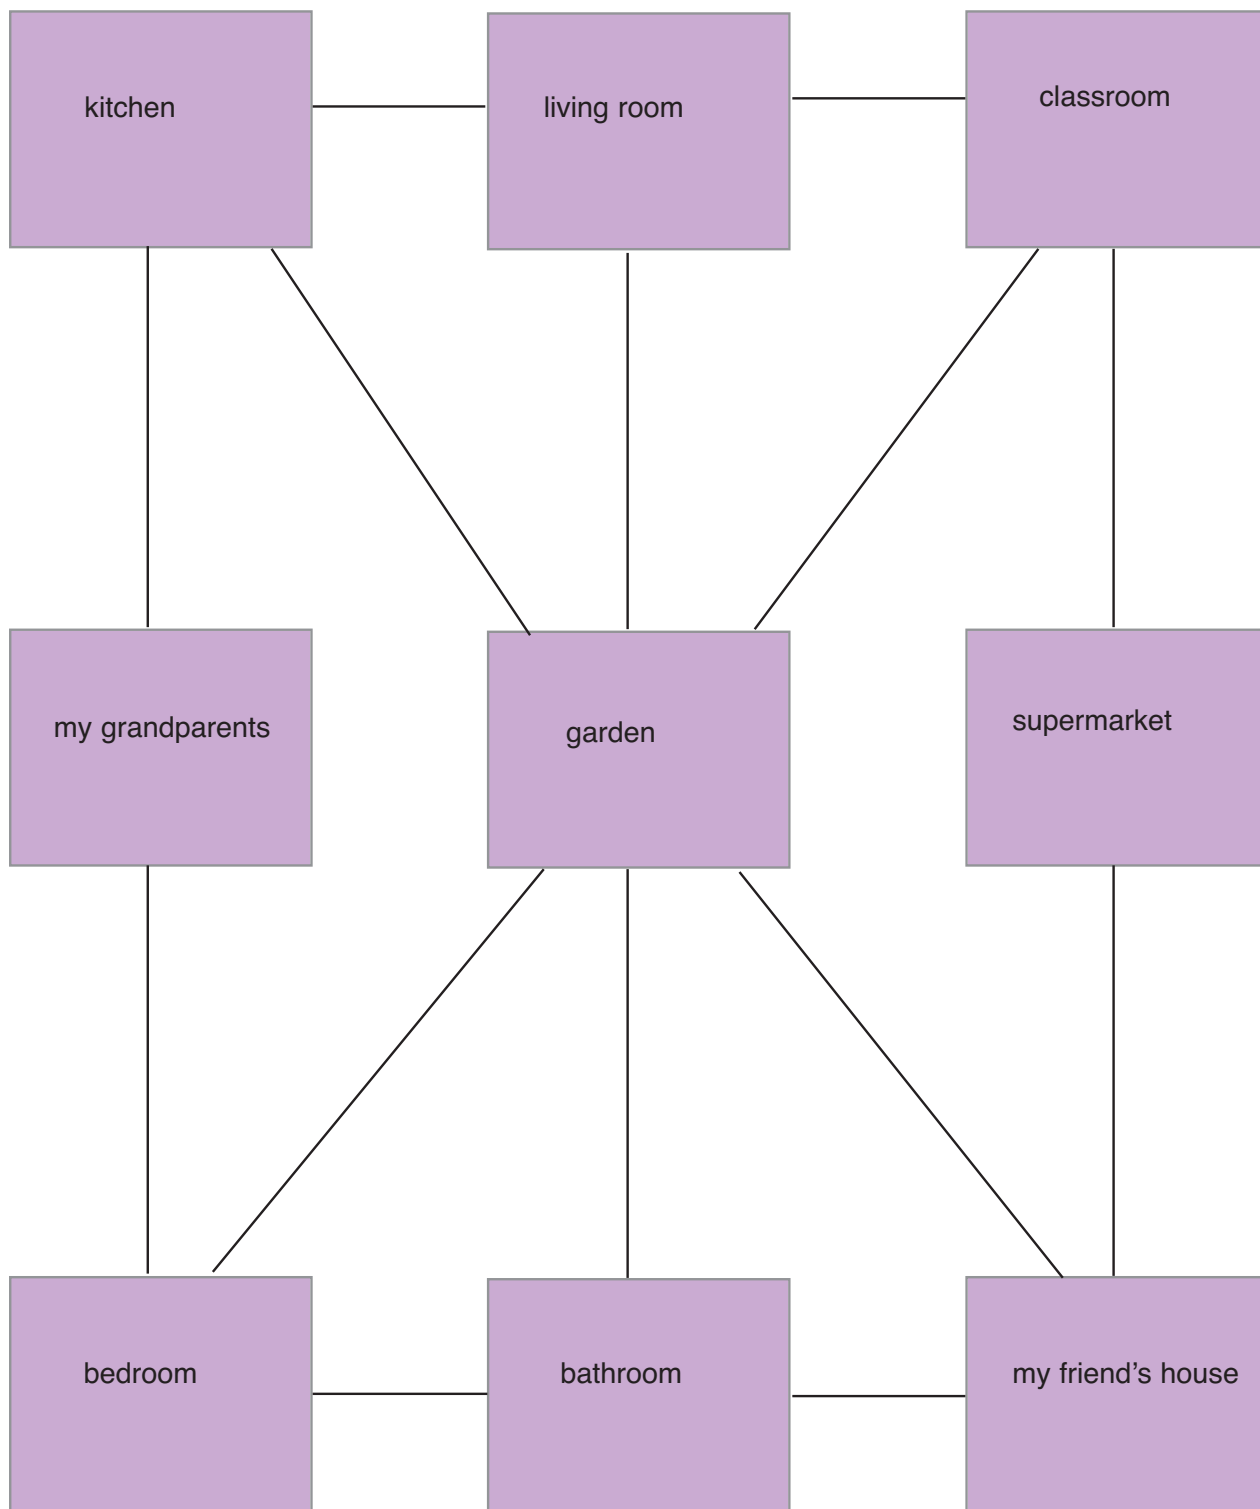 kitchen
living room
classroom
my grandparents
garden
supermarket
bedroom
bathroom
my friend’s house